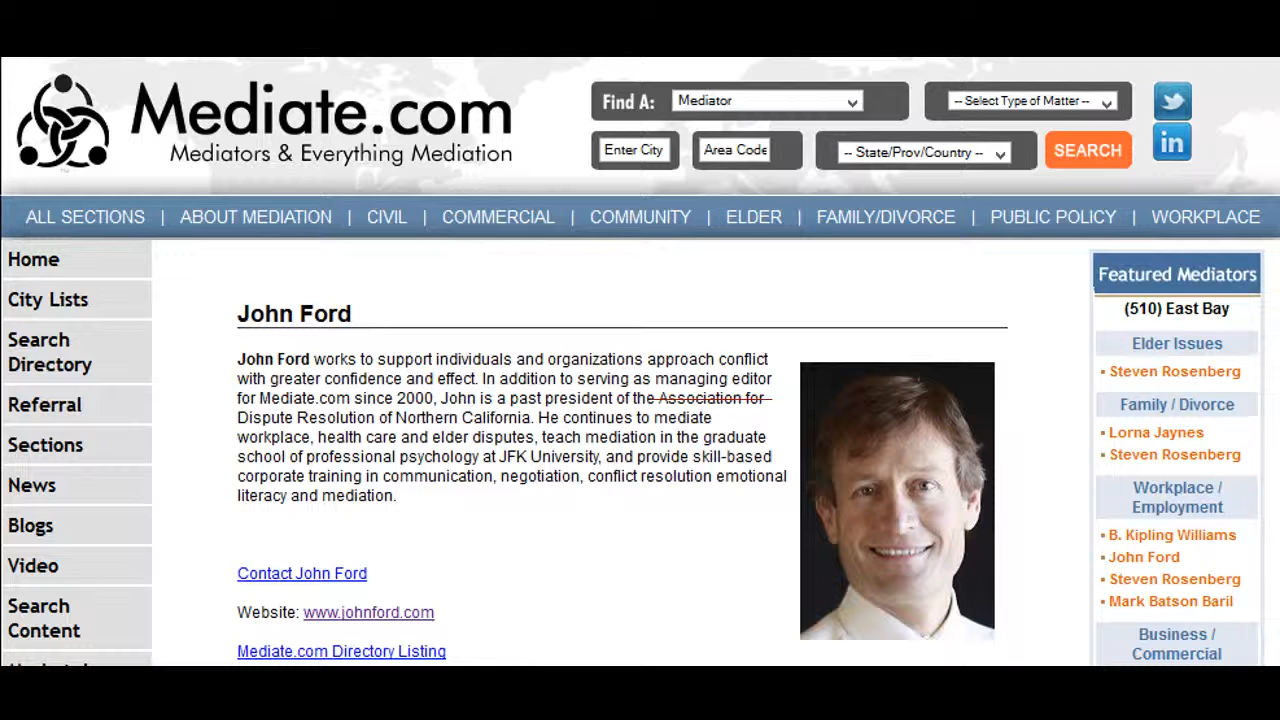 Mediate.com
Mediators & Everything Mediation
Find A: Mediator
-- Select Type of Matter --
Enter City
Area Code
-- State/Prov/Country --
SEARCH
in
ALL SECTIONS | ABOUT MEDIATION | CIVIL | COMMERCIAL | COMMUNITY | ELDER | FAMILY/DIVORCE | PUBLIC POLICY | WORKPLACE
Home
City Lists
Search
Directory
Referral
Sections
News
Blogs
Video
Search
Content
John Ford
John Ford works to support individuals and organizations approach conflict
with greater confidence and effect. In addition to serving as managing editor
for Mediate.com since 2000, John is a past president of the Association for
Dispute Resolution of Northern California. He continues to mediate
workplace, health care and elder disputes, teach mediation in the graduate
school of professional psychology at JFK University, and provide skill-based
corporate training in communication, negotiation, conflict resolution emotional
literacy and mediation.
Contact John Ford
Website: www.johnford.com
Mediate.com Directory Listing
Featured Mediators
(510) East Bay
Elder Issues
▪ Steven Rosenberg
Family / Divorce
▪ Lorna Jaynes
▪ Steven Rosenberg
Workplace /
Employment
▪ B. Kipling Williams
▪ John Ford
▪ Steven Rosenberg
▪ Mark Batson Baril
Business /
Commercial